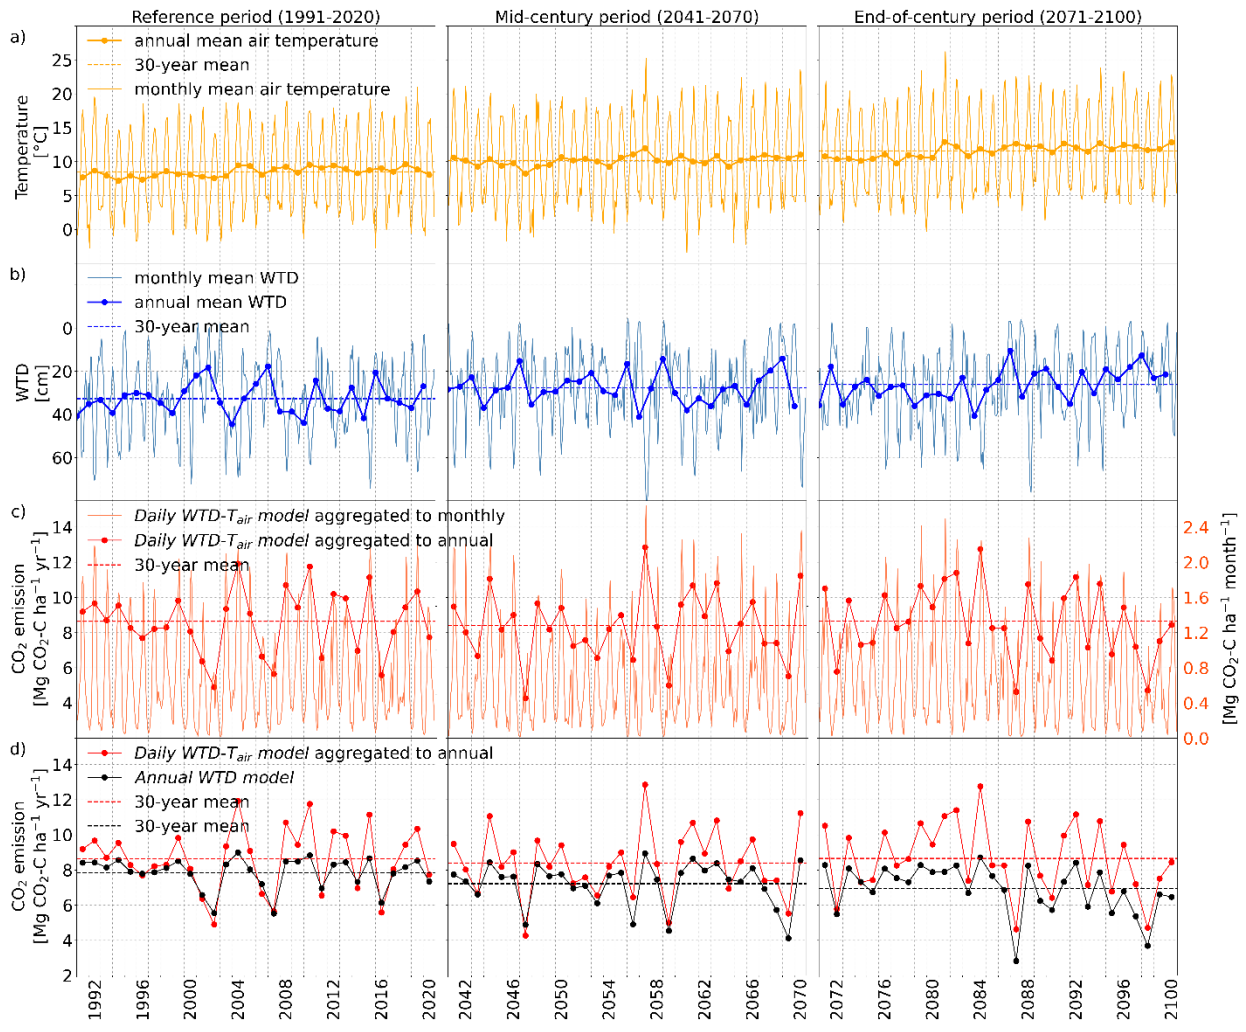 Reference period (1991-2020)
Mid-century period (2041-2070)
End-of-century period (2071-2100)
a)
annual mean air temperature
30-year mean
monthly mean air temperature
Temperature
[°C]
25
20
15
10
5
0
b)
monthly mean WTD
annual mean WTD
30-year mean
WTD
[cm]
0
20
40
60
c)
Daily WTD-T_air model aggregated to monthly
Daily WTD-T_air model aggregated to annual
30-year mean
CO₂ emission
[Mg CO₂-C ha⁻¹ yr⁻¹]
14
12
10
8
6
4
2.4
2.0
1.6
1.2
0.8
0.4
0.0
[Mg CO₂-C ha⁻¹ month⁻¹]
d)
Daily WTD-T_air model aggregated to annual
Annual WTD model
30-year mean
30-year mean
CO₂ emission
[Mg CO₂-C ha⁻¹ yr⁻¹]
14
12
10
8
6
4
2
1992 1996 2000 2004 2008 2012 2016 2020
2042 2046 2050 2054 2058 2062 2066 2070
2072 2076 2080 2084 2088 2092 2096 2100